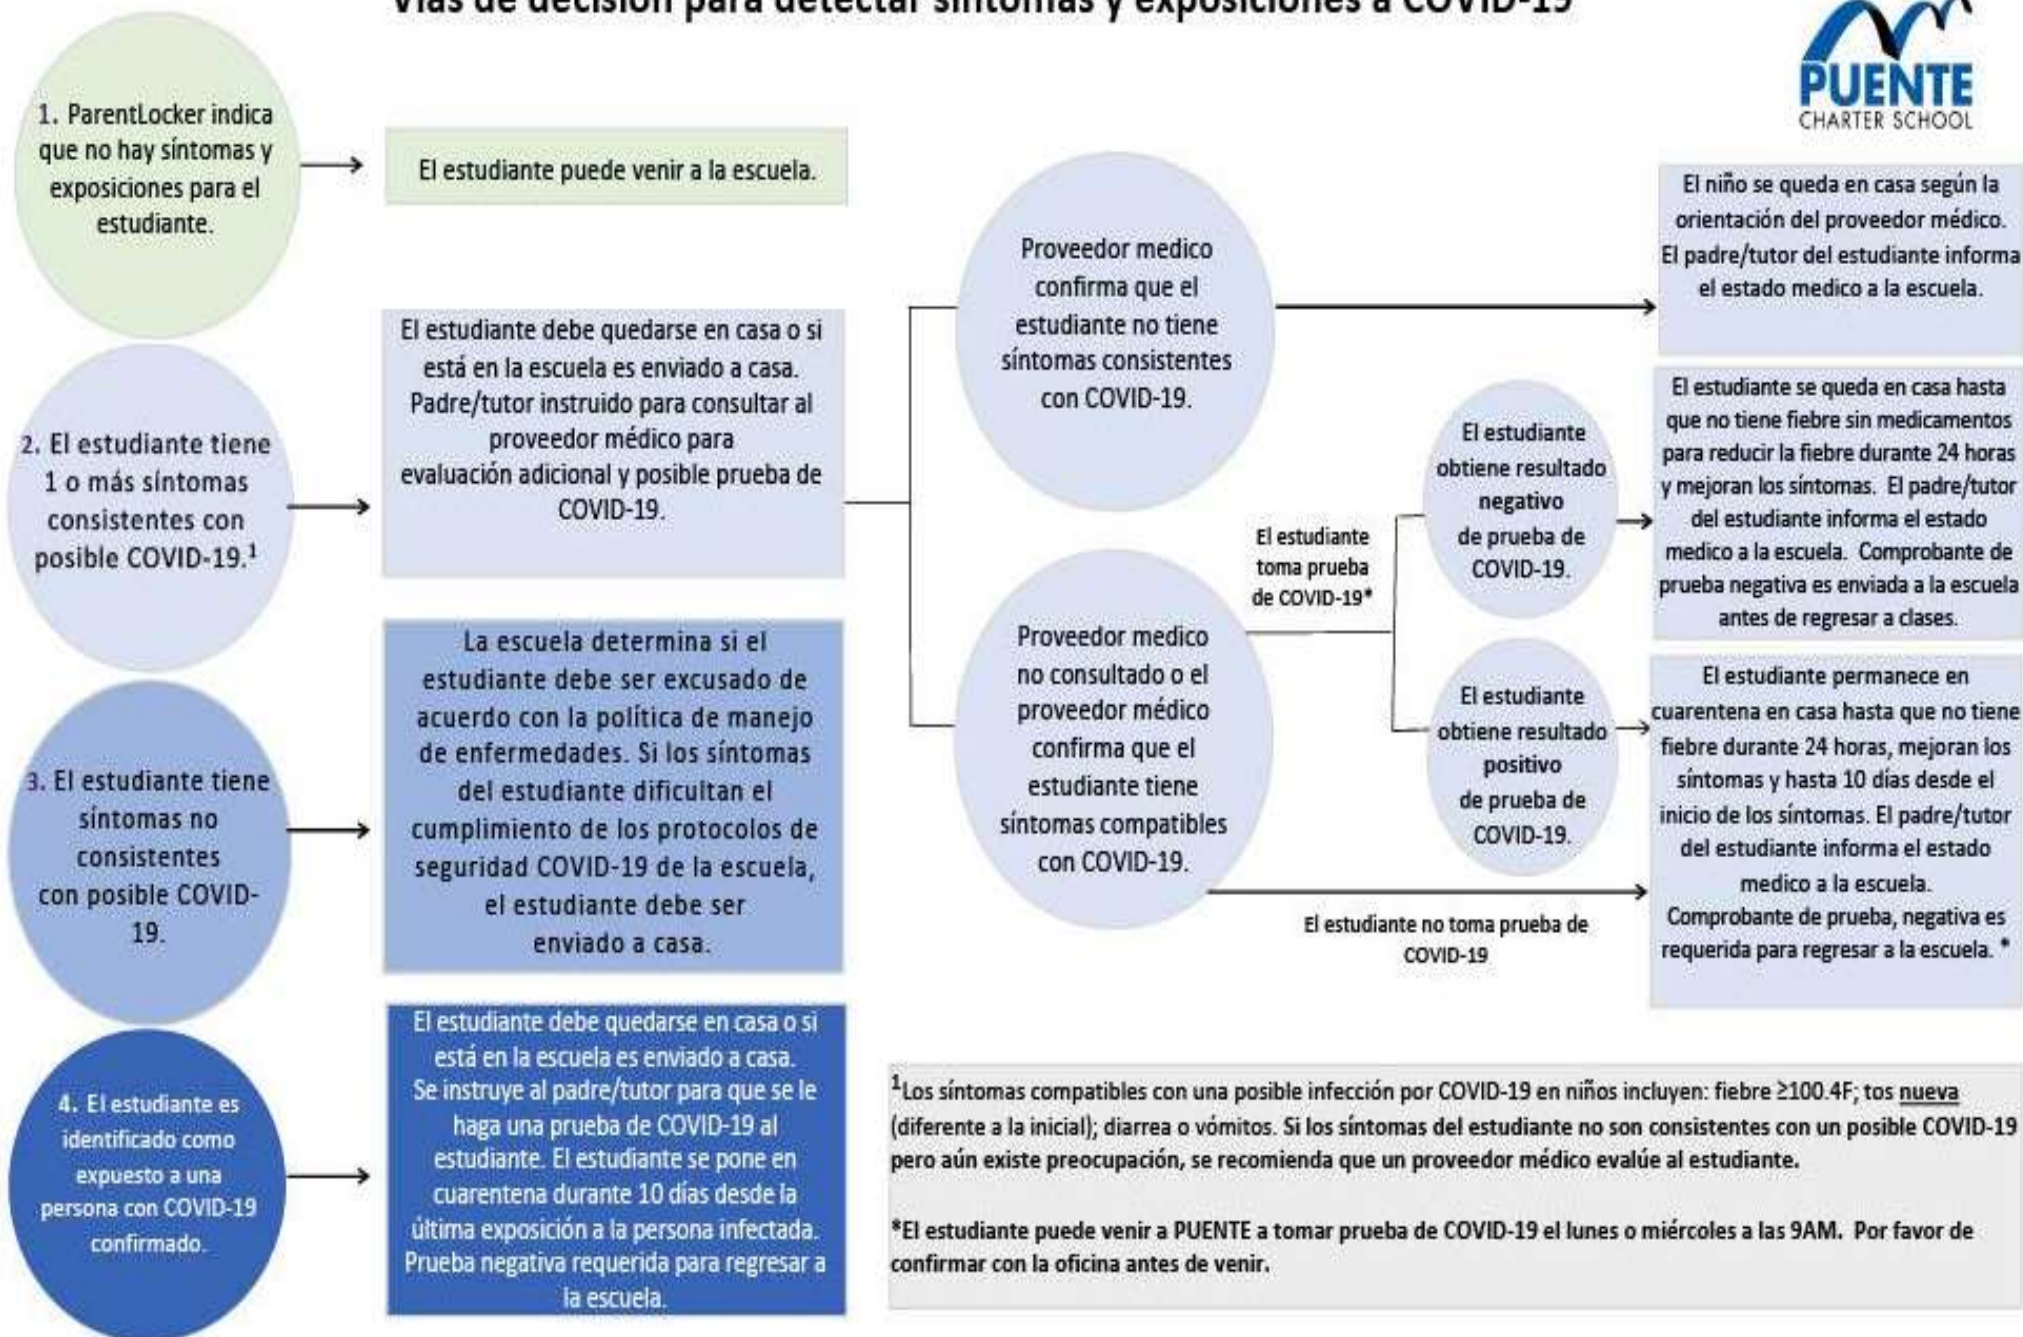 Vías de decisión para detectar síntomas y exposiciones a COVID-19
PUENTE
CHARTER SCHOOL
1. ParentLocker indica
que no hay síntomas y
exposiciones para el
estudiante.
El estudiante puede venir a la escuela.
2. El estudiante tiene
1 o más síntomas
consistentes con
posible COVID-19.¹
El estudiante debe quedarse en casa o si
está en la escuela es enviado a casa.
Padre/tutor instruido para consultar al
proveedor médico para
evaluación adicional y posible prueba de
COVID-19.
Proveedor medico
confirma que el
estudiante no tiene
síntomas consistentes
con COVID-19.
El niño se queda en casa según la
orientación del proveedor médico.
El padre/tutor del estudiante informa
el estado medico a la escuela.
Proveedor medico
no consultado o el
proveedor médico
confirma que el
estudiante tiene
síntomas compatibles
con COVID-19.
El estudiante
toma prueba
de COVID-19*
El estudiante
obtiene resultado
negativo
de prueba de
COVID-19.
El estudiante se queda en casa hasta
que no tiene fiebre sin medicamentos
para reducir la fiebre durante 24 horas
y mejoran los síntomas. El padre/tutor
del estudiante informa el estado
medico a la escuela. Comprobante de
prueba negativa es enviada a la escuela
antes de regresar a clases.
El estudiante
obtiene resultado
positivo
de prueba de
COVID-19.
El estudiante permanece en
cuarentena en casa hasta que no tiene
fiebre durante 24 horas, mejoran los
síntomas y hasta 10 días desde el
inicio de los síntomas. El padre/tutor
del estudiante informa el estado
medico a la escuela.
Comprobante de prueba, negativa es
requerida para regresar a la escuela. *
El estudiante no toma prueba de
COVID-19
3. El estudiante tiene
síntomas no
consistentes
con posible COVID-
19.
La escuela determina si el
estudiante debe ser excusado de
acuerdo con la política de manejo
de enfermedades. Si los síntomas
del estudiante dificultan el
cumplimiento de los protocolos de
seguridad COVID-19 de la escuela,
el estudiante debe ser
enviado a casa.
4. El estudiante es
identificado como
expuesto a una
persona con COVID-19
confirmado.
El estudiante debe quedarse en casa o si
está en la escuela es enviado a casa.
Se instruye al padre/tutor para que se le
haga una prueba de COVID-19 al
estudiante. El estudiante se pone en
cuarentena durante 10 días desde la
última exposición a la persona infectada.
Prueba negativa requerida para regresar a
la escuela.
¹Los síntomas compatibles con una posible infección por COVID-19 en niños incluyen: fiebre ≥100.4F; tos nueva
(diferente a la inicial); diarrea o vómitos. Si los síntomas del estudiante no son consistentes con un posible COVID-19
pero aún existe preocupación, se recomienda que un proveedor médico evalúe al estudiante.
*El estudiante puede venir a PUENTE a tomar prueba de COVID-19 el lunes o miércoles a las 9AM. Por favor de
confirmar con la oficina antes de venir.